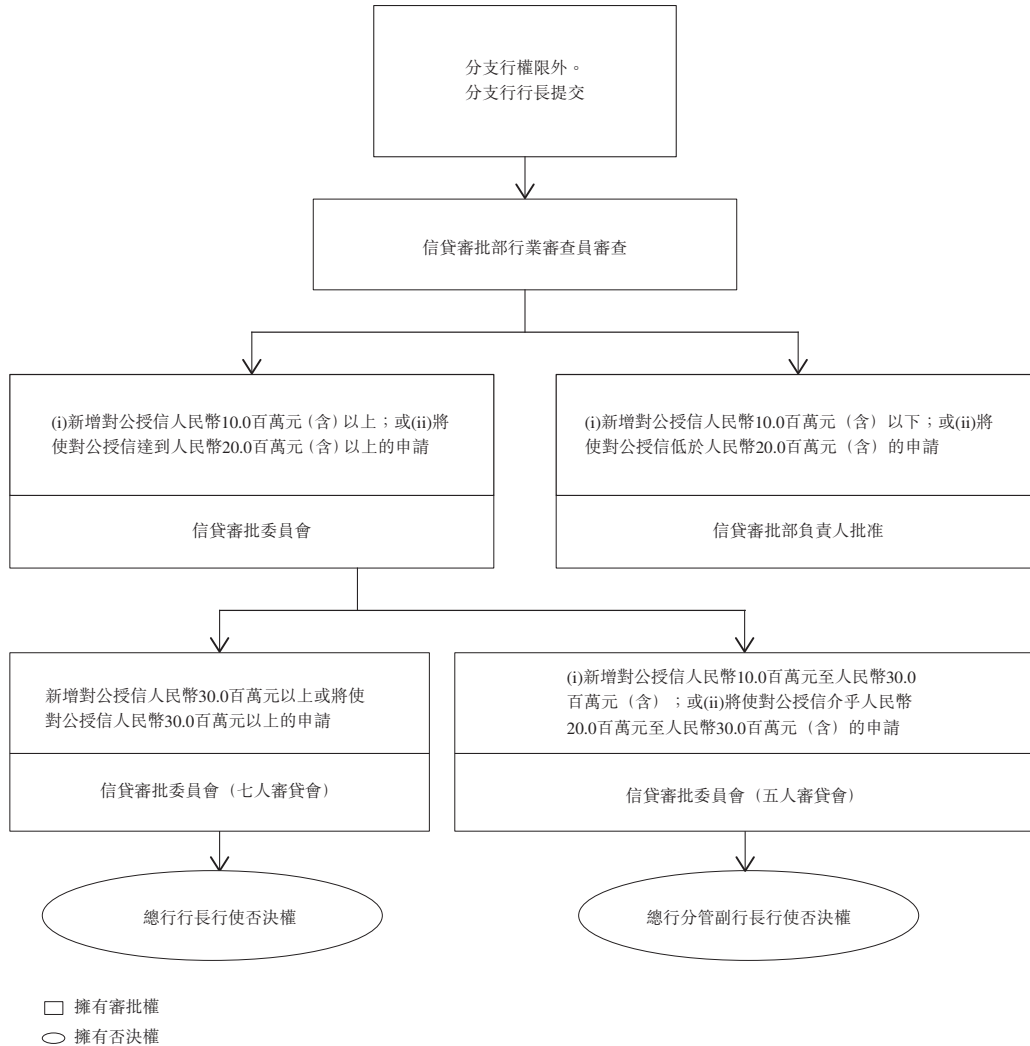 分支行權限外。
分支行行長提交
信貸審批部行業審查員審查
(i)新增對公授信人民幣10.0百萬元（含）以上；或(ii)將
使對公授信達到人民幣20.0百萬元（含）以上的申請
信貸審批委員會
(i)新增對公授信人民幣10.0百萬元（含）以下；或(ii)將
使對公授信低於人民幣20.0百萬元（含）的申請
信貸審批部負責人批准
新增對公授信人民幣30.0百萬元以上或將使
對公授信人民幣30.0百萬元以上的申請
信貸審批委員會（七人審貸會）
(i)新增對公授信人民幣10.0百萬元至人民幣30.0
百萬元（含）；或(ii)將使對公授信介乎人民幣
20.0百萬元至人民幣30.0百萬元（含）的申請
信貸審批委員會（五人審貸會）
總行行長行使否決權
總行分管副行長行使否決權
擁有審批權
擁有否決權